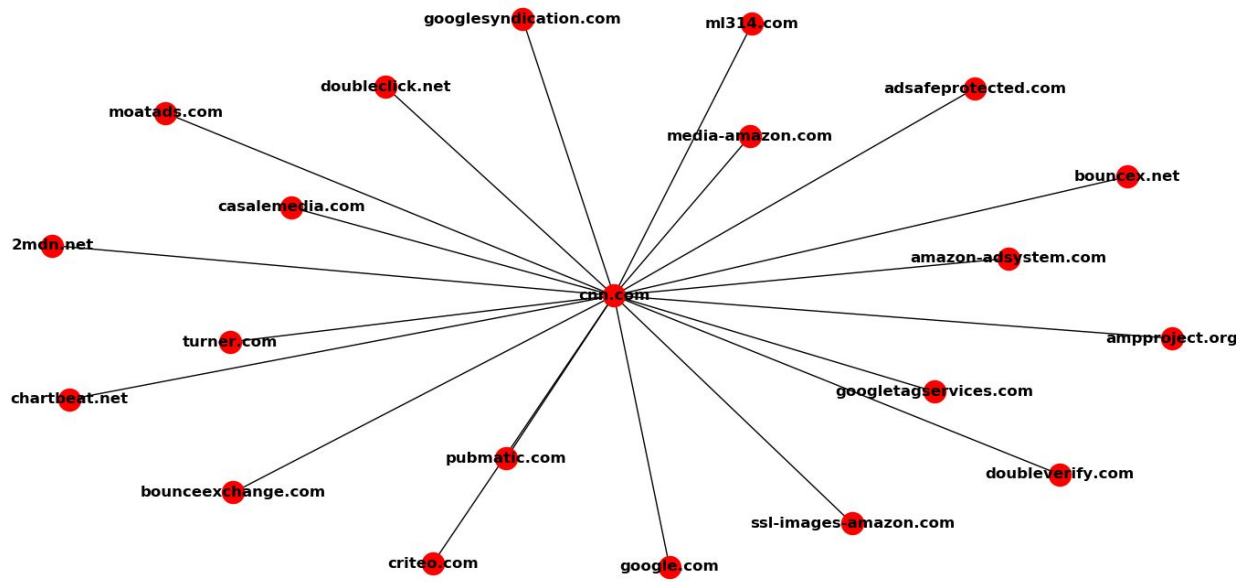 googlesyndication.com
ml314.com
doubleclick.net
adsafeprotected.com
moatads.com
media-amazon.com
bouncex.net
casalemedia.com
2mdn.net
amazon-adsystem.com
cnn.com
turner.com
ampproject.org
chartbeat.net
googletagservices.com
pubmatic.com
doubleverify.com
bounceexchange.com
ssl-images-amazon.com
criteo.com
google.com